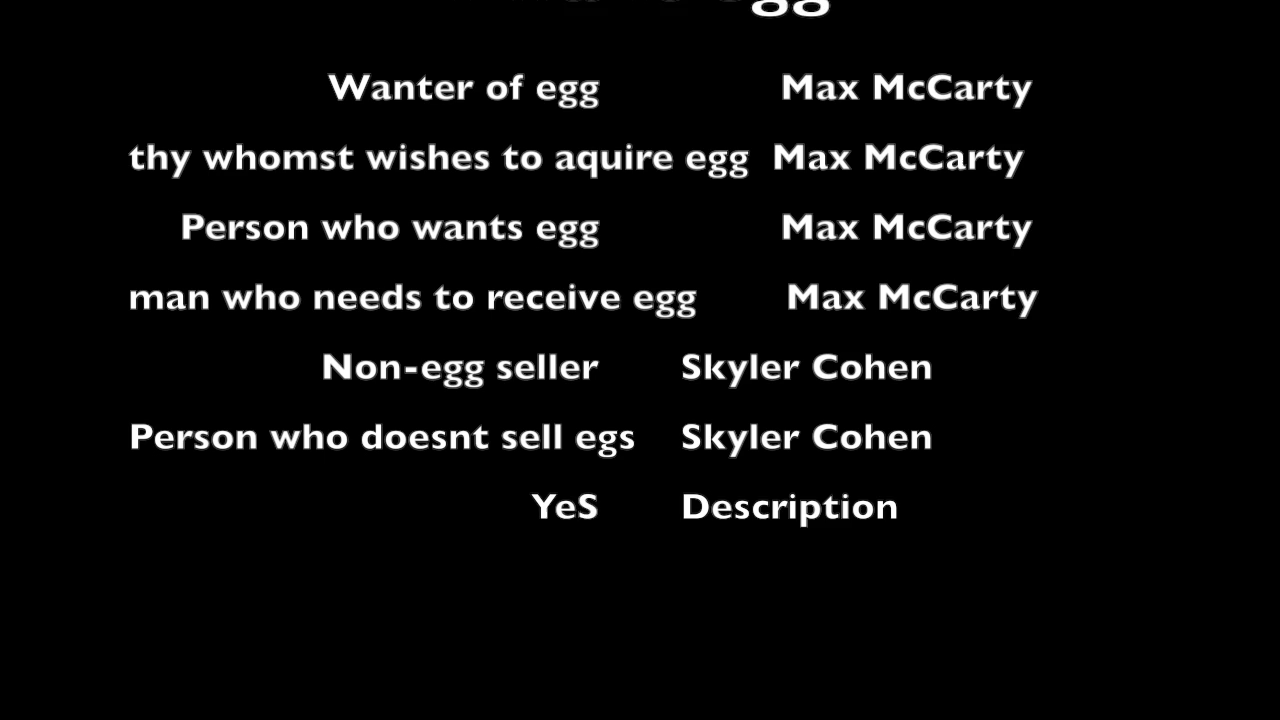 egg
Wanter of egg Max McCarty
thy whomst wishes to aquire egg Max McCarty
Person who wants egg Max McCarty
man who needs to receive egg Max McCarty
Non-egg seller Skyler Cohen
Person who doesnt sell egs Skyler Cohen
YeS Description